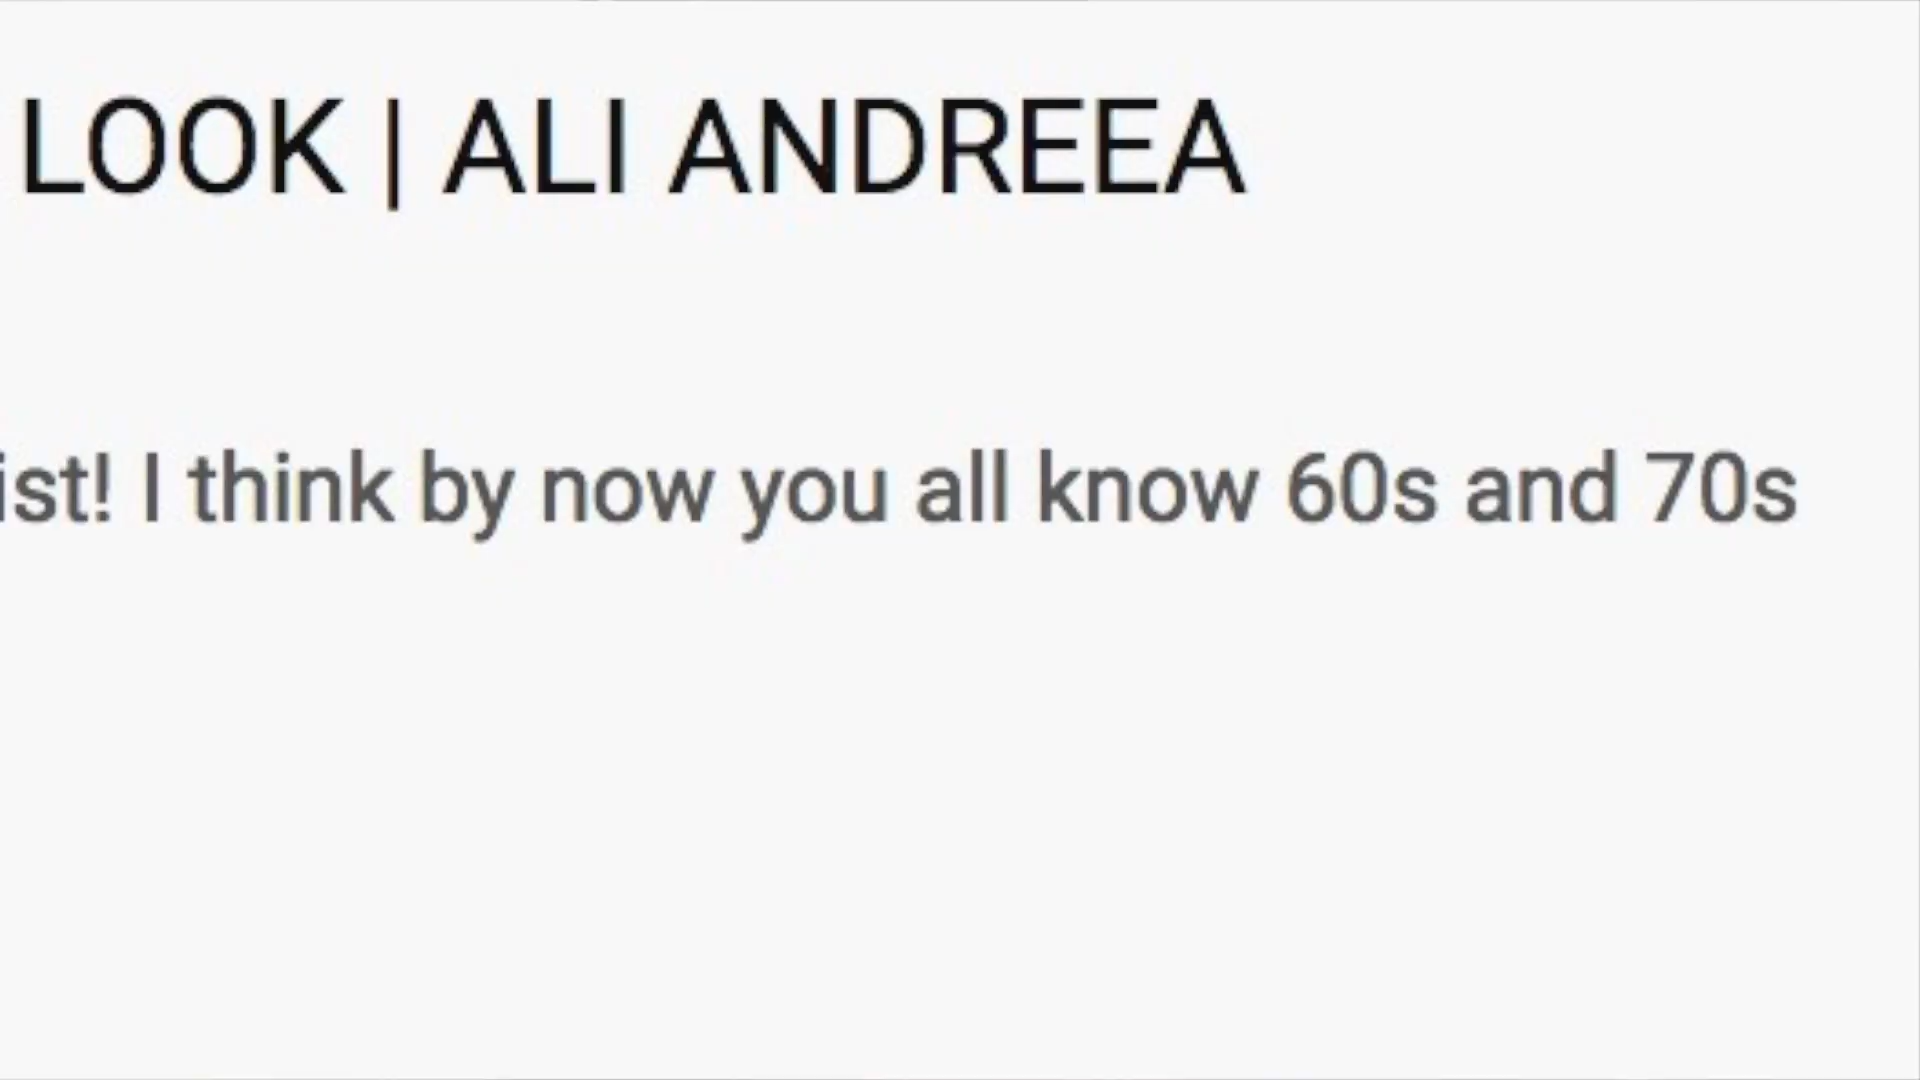 LOOK | ALI ANDREEA
ist! I think by now you all know 60s and 70s